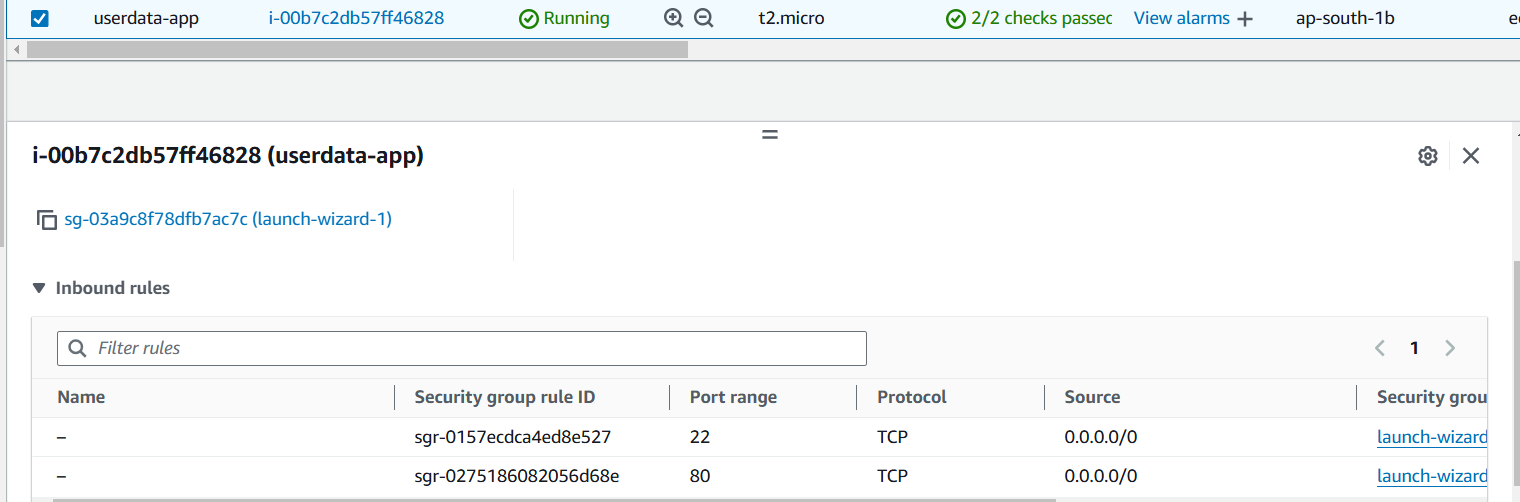 userdata-app i-00b7c2db57ff46828 Running t2.micro 2/2 checks passec View alarms + ap-south-1b
i-00b7c2db57ff46828 (userdata-app)
sg-03a9c8f78dfb7ac7c (launch-wizard-1)
Inbound rules
Filter rules 1
Name Security group rule ID Port range Protocol Source Security grou
– sgr-0157ecdca4ed8e527 22 TCP 0.0.0.0/0 launch-wizard
– sgr-0275186082056d68e 80 TCP 0.0.0.0/0 launch-wizard